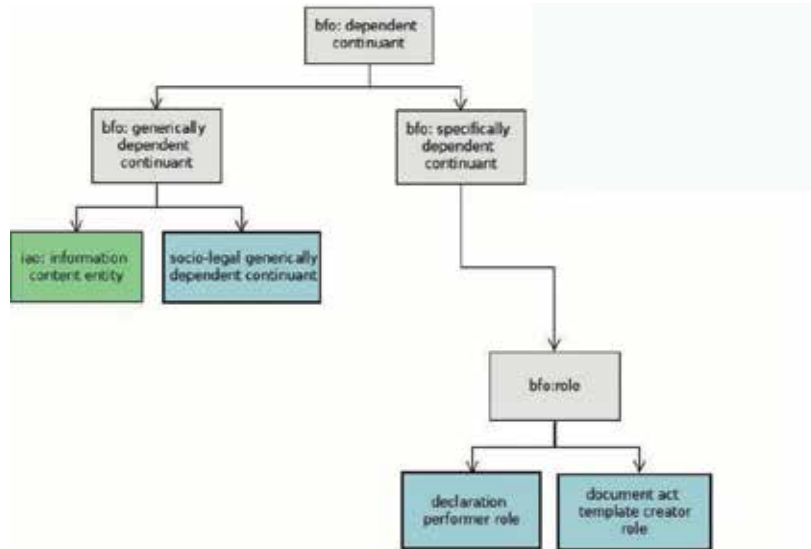 bfo: dependent
continuant
bfo: generically
dependent
continuant
bfo: specifically
dependent
continuant
iao: information
content entity
socio-legal generically
dependent continuant
bfo:role
declaration
performer role
document act
template creator
role